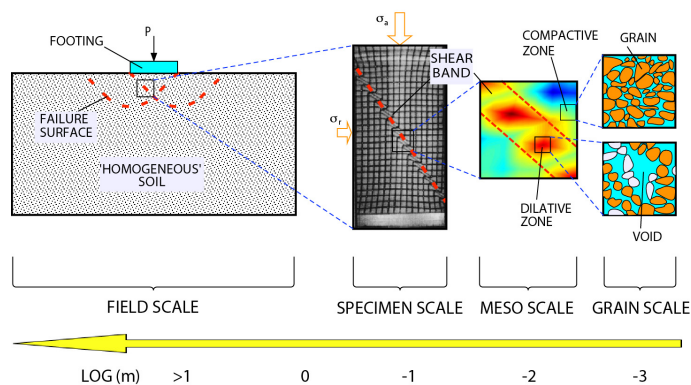 P
FOOTING
FAILURE
SURFACE
'HOMOGENEOUS'
SOIL
σa
σr
SHEAR
BAND
COMPACTIVE
ZONE
DILATIVE
ZONE
GRAIN
VOID
FIELD SCALE
SPECIMEN SCALE
MESO SCALE
GRAIN SCALE
LOG (m) >1 0 -1 -2 -3